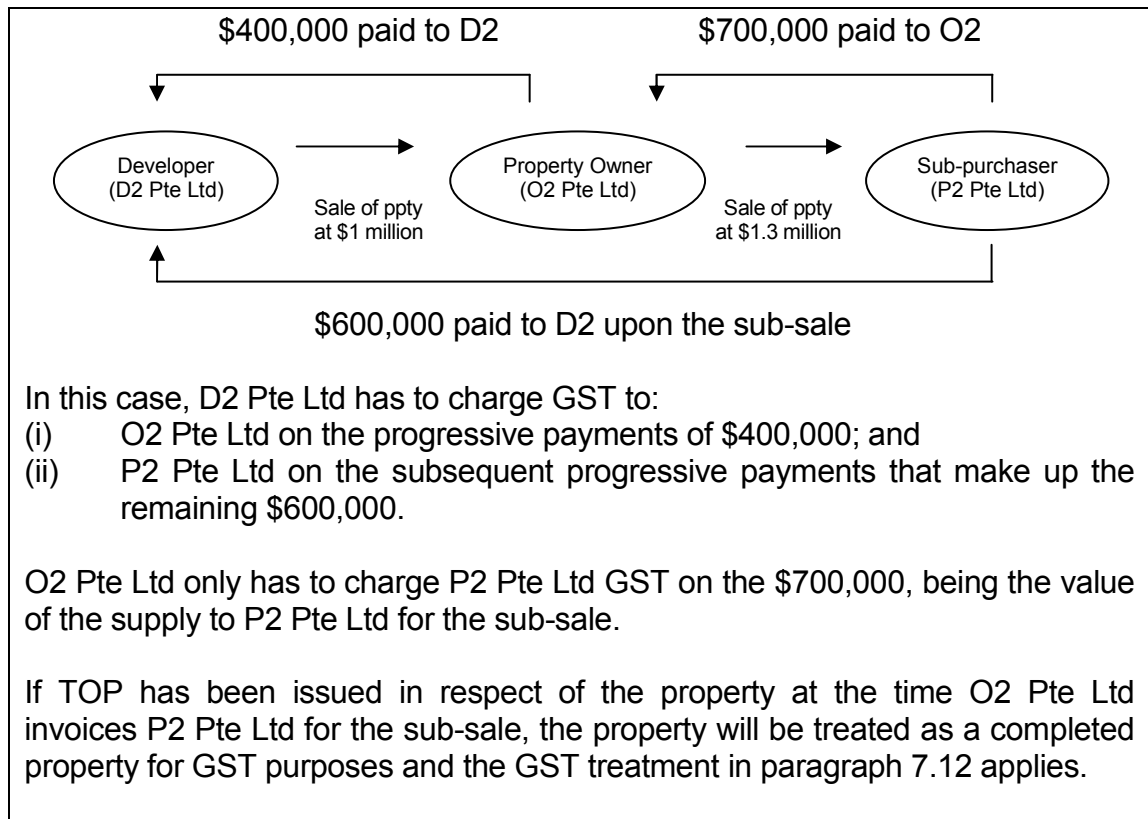 $400,000 paid to D2
$700,000 paid to O2
Developer
(D2 Pte Ltd)
Property Owner
(O2 Pte Ltd)
Sub-purchaser
(P2 Pte Ltd)
Sale of ppty
at $1 million
Sale of ppty
at $1.3 million
$600,000 paid to D2 upon the sub-sale
In this case, D2 Pte Ltd has to charge GST to:
(i) O2 Pte Ltd on the progressive payments of $400,000; and
(ii) P2 Pte Ltd on the subsequent progressive payments that make up the
remaining $600,000.
O2 Pte Ltd only has to charge P2 Pte Ltd GST on the $700,000, being the value
of the supply to P2 Pte Ltd for the sub-sale.
If TOP has been issued in respect of the property at the time O2 Pte Ltd
invoices P2 Pte Ltd for the sub-sale, the property will be treated as a completed
property for GST purposes and the GST treatment in paragraph 7.12 applies.